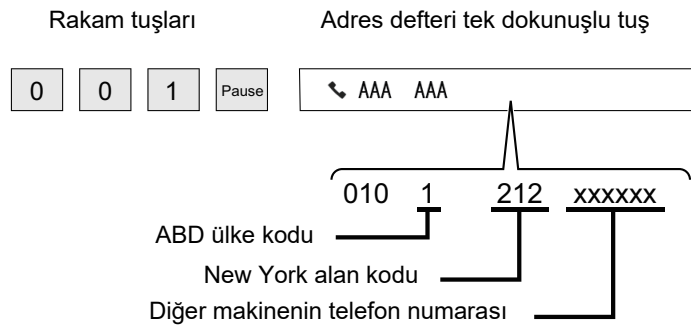 Rakam tuşları Adres defteri tek dokunuşlu tuş
0 0 1 Pause AAA AAA
010 1 212 xxxxxx
ABD ülke kodu
New York alan kodu
Diğer makinenin telefon numarası